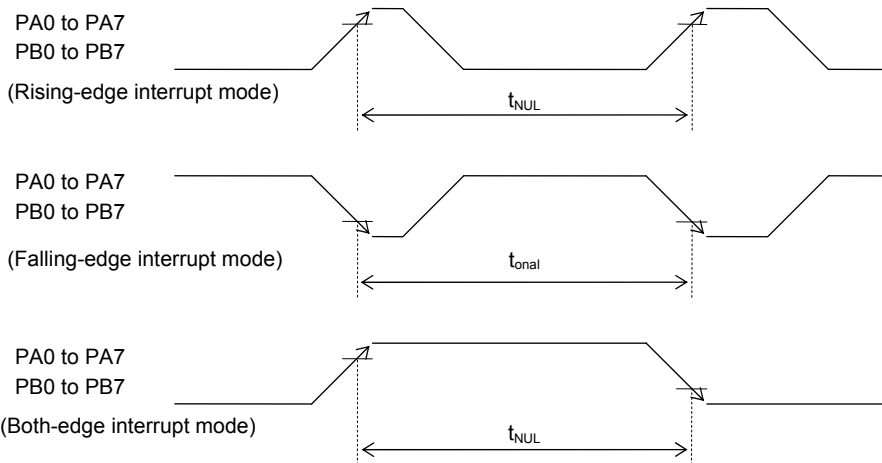 PA0 to PA7
PB0 to PB7
(Rising-edge interrupt mode)
tNUL
PA0 to PA7
PB0 to PB7
(Falling-edge interrupt mode)
tonal
PA0 to PA7
PB0 to PB7
(Both-edge interrupt mode)
tNUL